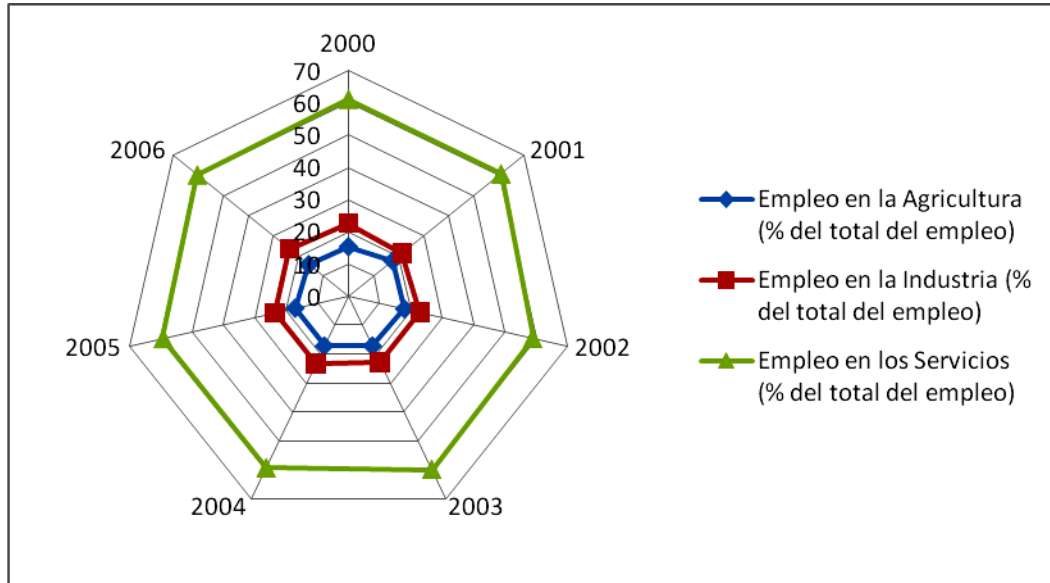 2000
70
60
50
40
30
20
10
0
2001
2002
2003
2004
2005
2006
Empleo en la Agricultura
(% del total del empleo)
Empleo en la Industria (%
del total del empleo)
Empleo en los Servicios
(% del total del empleo)